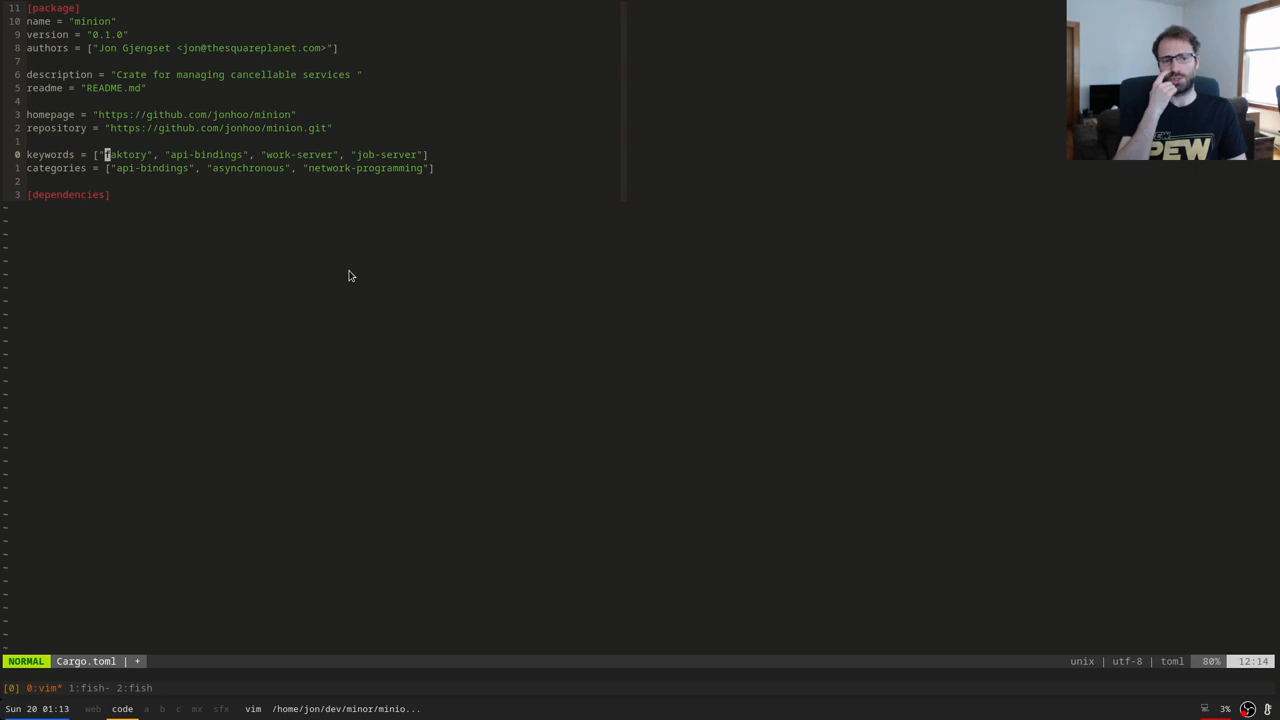 11 [package]
10 name = "minion"
9 version = "0.1.0"
8 authors = ["Jon Gjengset <jon@thesquareplanet.com>"]
7
6 description = "Crate for managing cancellable services "
5 readme = "README.md"
4
3 homepage = "https://github.com/jonhoo/minion"
2 repository = "https://github.com/jonhoo/minion.git"
1
0 keywords = ["faktory", "api-bindings", "work-server", "job-server"]
1 categories = ["api-bindings", "asynchronous", "network-programming"]
2
3 [dependencies]
PEW
NORMAL Cargo.toml | + unix | utf-8 | toml 80% 12:14
[0] 0:vim* 1:fish- 2:fish
Sun 20 01:13 web code a b c mx sfx vim /home/jon/dev/minor/minio... 3%